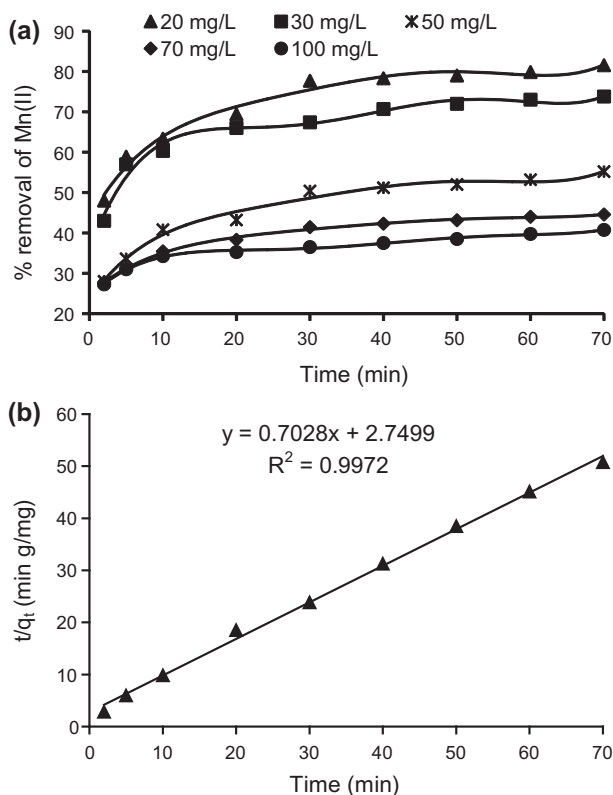 (a)
20 mg/L 30 mg/L 50 mg/L
70 mg/L 100 mg/L
% removal of Mn(II)
90
80
70
60
50
40
30
20
0 10 20 30 40 50 60 70
Time (min)
(b)
y = 0.7028x + 2.7499
R² = 0.9972
t/qₜ (min g/mg)
60
50
40
30
20
10
0
0 10 20 30 40 50 60 70
Time (min)